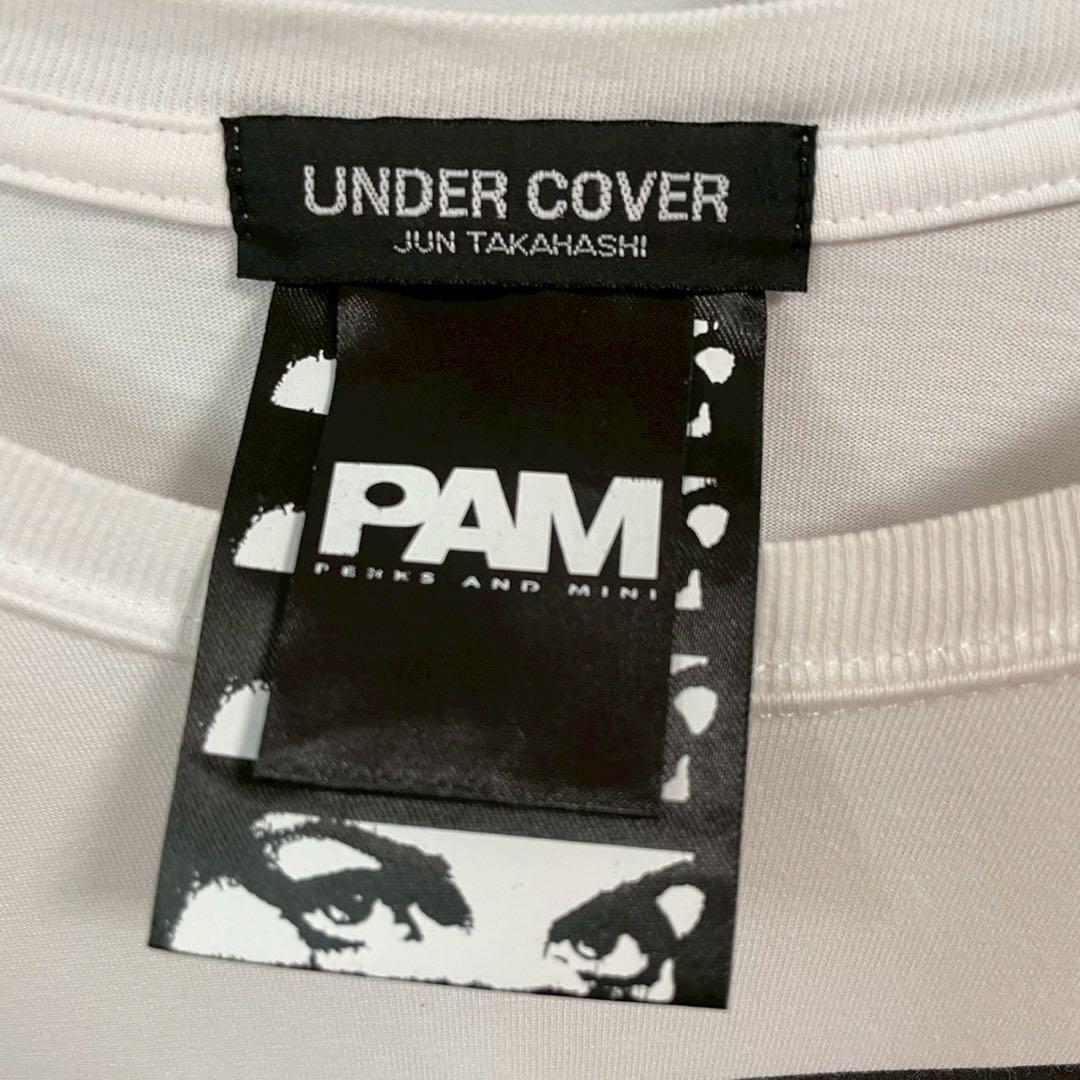 UNDER COVER
JUN TAKAHASHI
PAM
PERKS AND MINI